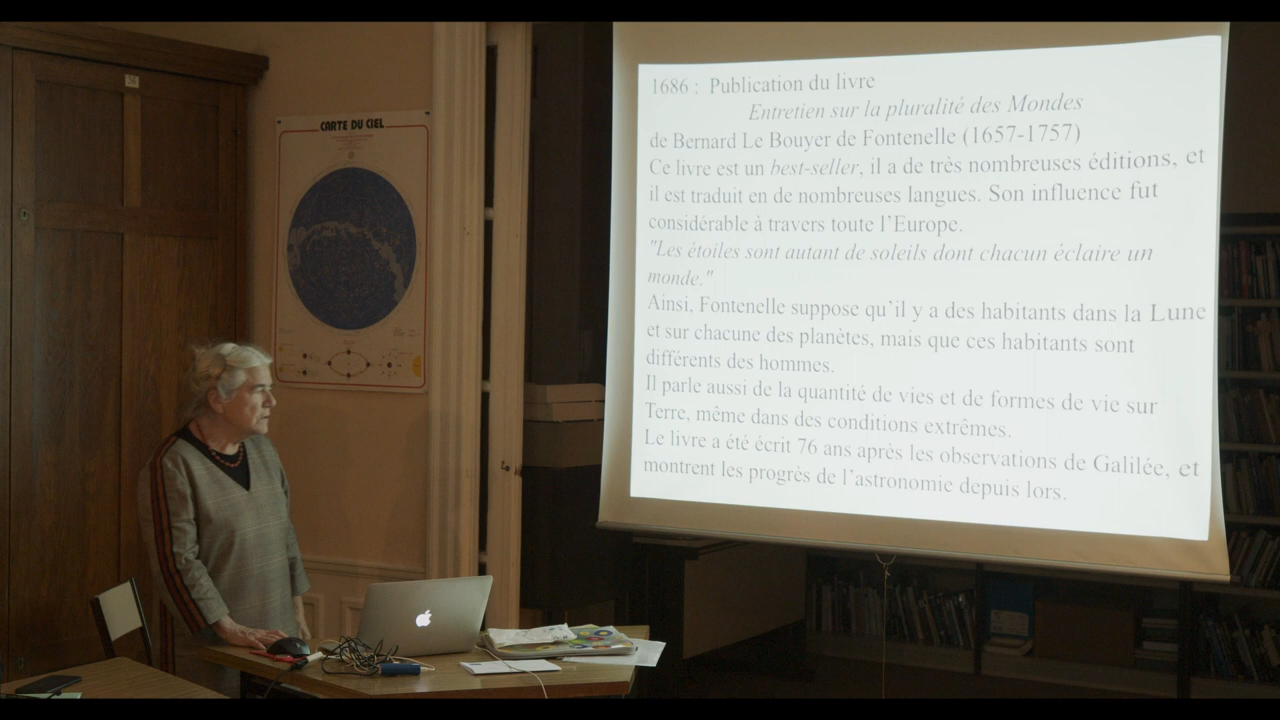 CARTE DU CIEL
1686 : Publication du livre
Entretien sur la pluralité des Mondes
de Bernard Le Bouyer de Fontenelle (1657-1757)
Ce livre est un best-seller, il a de très nombreuses éditions, et
il est traduit en de nombreuses langues. Son influence fut
considérable à travers toute l'Europe.
"Les étoiles sont autant de soleils dont chacun éclaire un
monde."
Ainsi, Fontenelle suppose qu'il y a des habitants dans la Lune
et sur chacune des planètes, mais que ces habitants sont
différents des hommes.
Il parle aussi de la quantité de vies et de formes de vie sur
Terre, même dans des conditions extrêmes.
Le livre a été écrit 76 ans après les observations de Galilée, et
montrent les progrès de l'astronomie depuis lors.